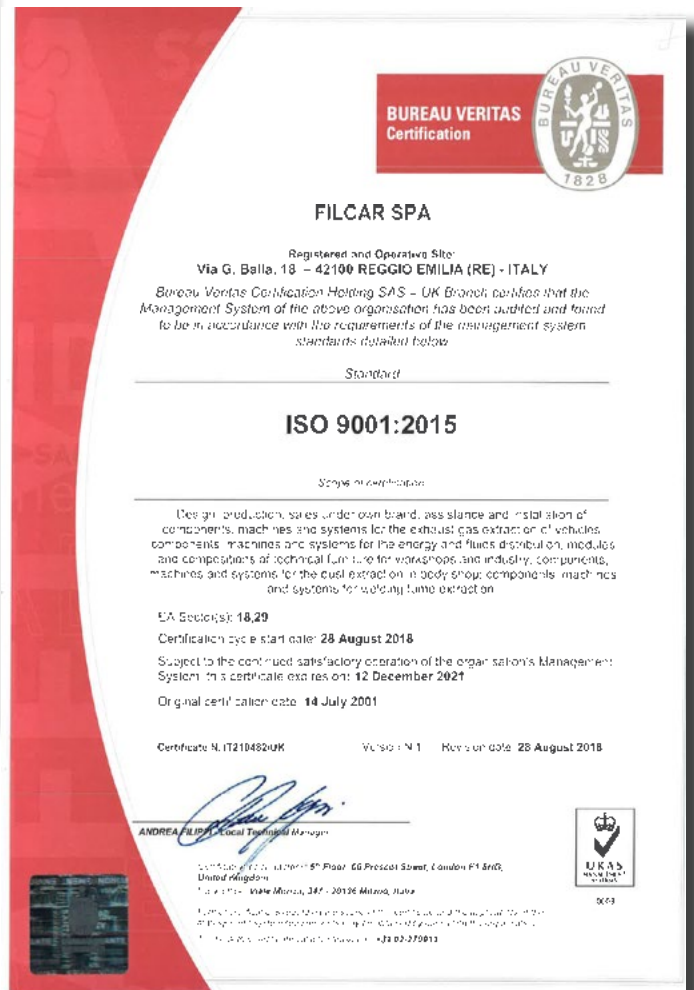 BUREAU VERITAS
Certification
BUREAU VERITAS
1828
FILCAR SPA
Registered and Operative Site:
Via G. Balla, 18 – 42100 REGGIO EMILIA (RE) - ITALY
Bureau Veritas Certification Holding SAS – UK Branch certifies that the
Management System of the above organisation has been audited and found
to be in accordance with the requirements of the management system
standards detailed below
Standard
ISO 9001:2015
Scope of certification
Design, production, sales under own brand, assistance and installation of
components, machines and systems for the exhaust gas extraction of vehicles
components, machines and systems for the energy and fluids distribution, modules
and compositions of technical furniture for workshops and industry, components,
machines and systems for the dust extraction in body shop; components, machines
and systems for welding fume extraction
EA Sector(s): 18,29
Certification cycle start date: 28 August 2018
Subject to the continued satisfactory operation of the organisation's Management
System, this certificate expires on: 12 December 2021
Original certification date: 14 July 2001
Certificate N. IT210482/UK Version N.1 Revision date: 28 August 2018
ANDREA FILIPPI - Local Technical Manager
5th Floor, 66 Prescot Street, London E1 8HG,
United Kingdom
Viale Monza, 347 - 20126 Milano, Italia
UKAS
MANAGEMENT
SYSTEMS
0008